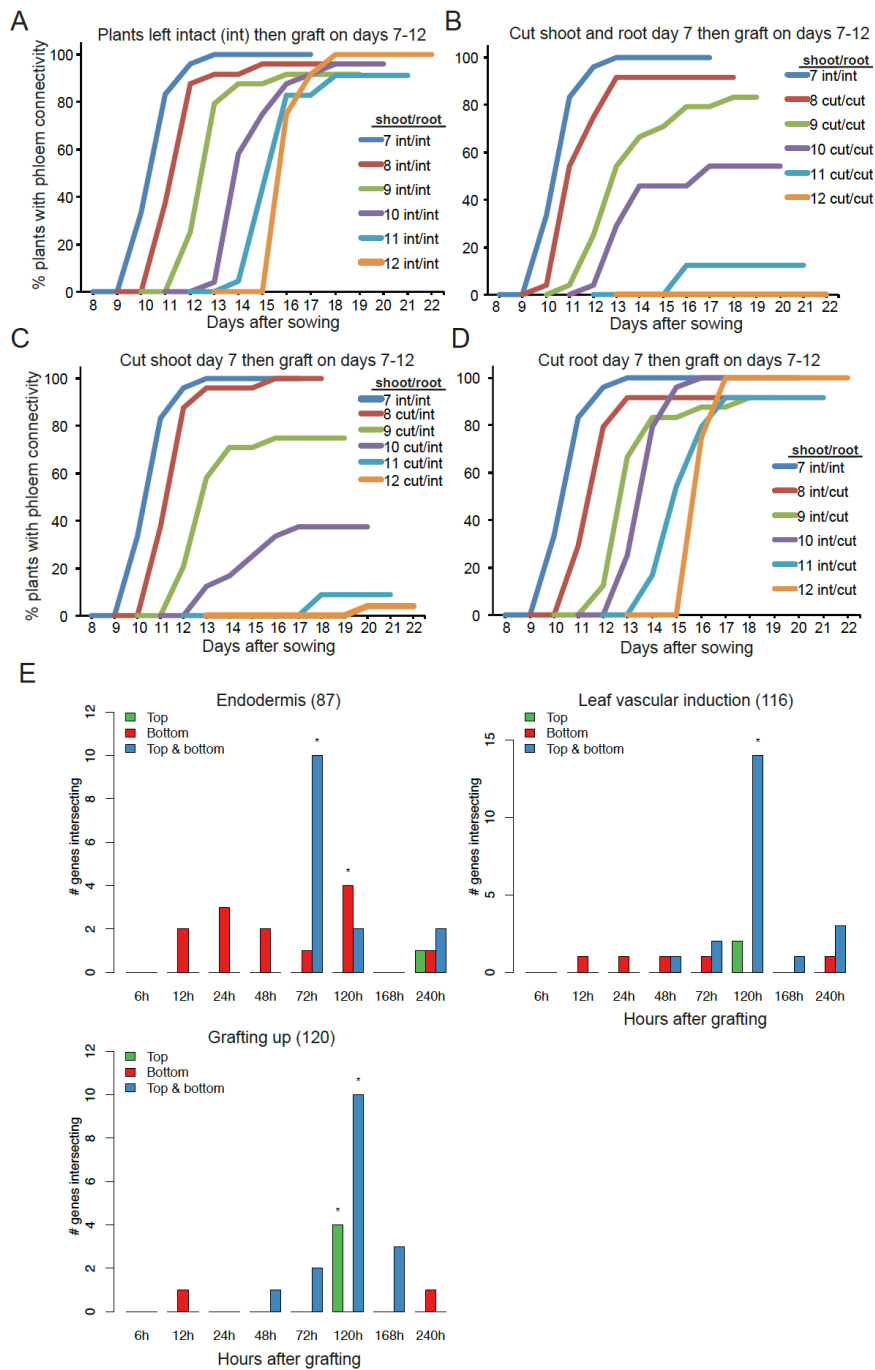 A
Plants left intact (int) then graft on days 7-12
% plants with phloem connectivity
100
80
60
40
20
0
8 9 10 11 12 13 14 15 16 17 18 19 20 21 22
Days after sowing
shoot/root
7 int/int
8 int/int
9 int/int
10 int/int
11 int/int
12 int/int
B
Cut shoot and root day 7 then graft on days 7-12
100
80
60
40
20
0
8 9 10 11 12 13 14 15 16 17 18 19 20 21 22
Days after sowing
shoot/root
7 int/int
8 cut/cut
9 cut/cut
10 cut/cut
11 cut/cut
12 cut/cut
C
Cut shoot day 7 then graft on days 7-12
% plants with phloem connectivity
100
80
60
40
20
0
8 9 10 11 12 13 14 15 16 17 18 19 20 21 22
Days after sowing
shoot/root
7 int/int
8 cut/int
9 cut/int
10 cut/int
11 cut/int
12 cut/int
D
Cut root day 7 then graft on days 7-12
100
80
60
40
20
0
8 9 10 11 12 13 14 15 16 17 18 19 20 21 22
Days after sowing
shoot/root
7 int/int
8 int/cut
9 int/cut
10 int/cut
11 int/cut
12 int/cut
E
Endodermis (87)
Top
Bottom
Top & bottom
# genes intersecting
12
10
8
6
4
2
0
* *
6h 12h 24h 48h 72h 120h 168h 240h
Leaf vascular induction (116)
Top
Bottom
Top & bottom
# genes intersecting
15
10
5
0
*
6h 12h 24h 48h 72h 120h 168h 240h
Hours after grafting
Grafting up (120)
Top
Bottom
Top & bottom
# genes intersecting
12
10
8
6
4
2
0
* *
6h 12h 24h 48h 72h 120h 168h 240h
Hours after grafting